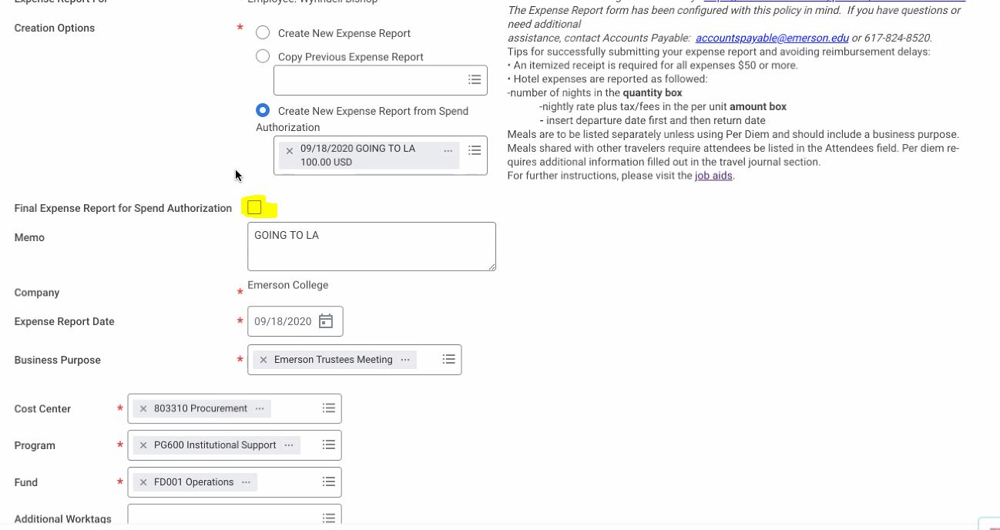 Employee: Wynndell Bishop
Creation Options
*
Create New Expense Report
Copy Previous Expense Report
Create New Expense Report from Spend
Authorization
× 09/18/2020 GOING TO LA ...
100.00 USD
Final Expense Report for Spend Authorization
Memo
GOING TO LA
Company
*
Emerson College
Expense Report Date
*
09/18/2020
Business Purpose
*
× Emerson Trustees Meeting ...
Cost Center
*
× 803310 Procurement ...
Program
*
× PG600 Institutional Support ...
Fund
*
× FD001 Operations ...
Additional Worktags
The Expense Report form has been configured with this policy in mind. If you have questions or
need additional
assistance, contact Accounts Payable: accountspayable@emerson.edu or 617-824-8520.
Tips for successfully submitting your expense report and avoiding reimbursement delays:
• An itemized receipt is required for all expenses $50 or more.
• Hotel expenses are reported as followed:
-number of nights in the quantity box
-nightly rate plus tax/fees in the per unit amount box
- insert departure date first and then return date
Meals are to be listed separately unless using Per Diem and should include a business purpose.
Meals shared with other travelers require attendees be listed in the Attendees field. Per diem re-
quires additional information filled out in the travel journal section.
For further instructions, please visit the job aids.